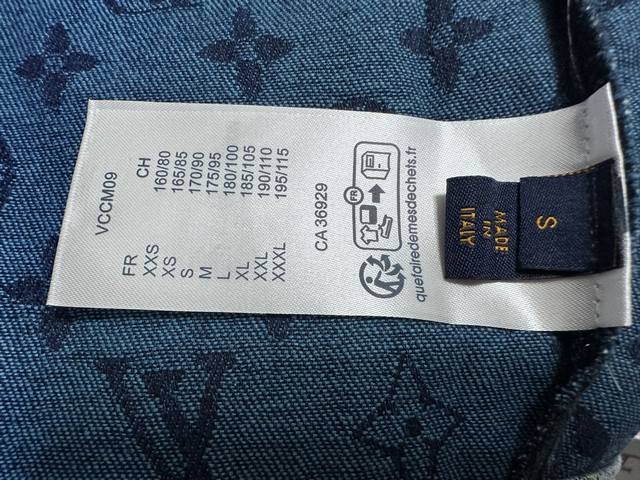 VCCM09
FR CH
XXS 160/80
XS 165/85
S 170/90
M 175/95
L 180/100
XL 185/105
XXL 190/110
XXXL 195/115
CA 36929
FR
quefairedemesdechets.fr
MADE
IN
ITALY
S